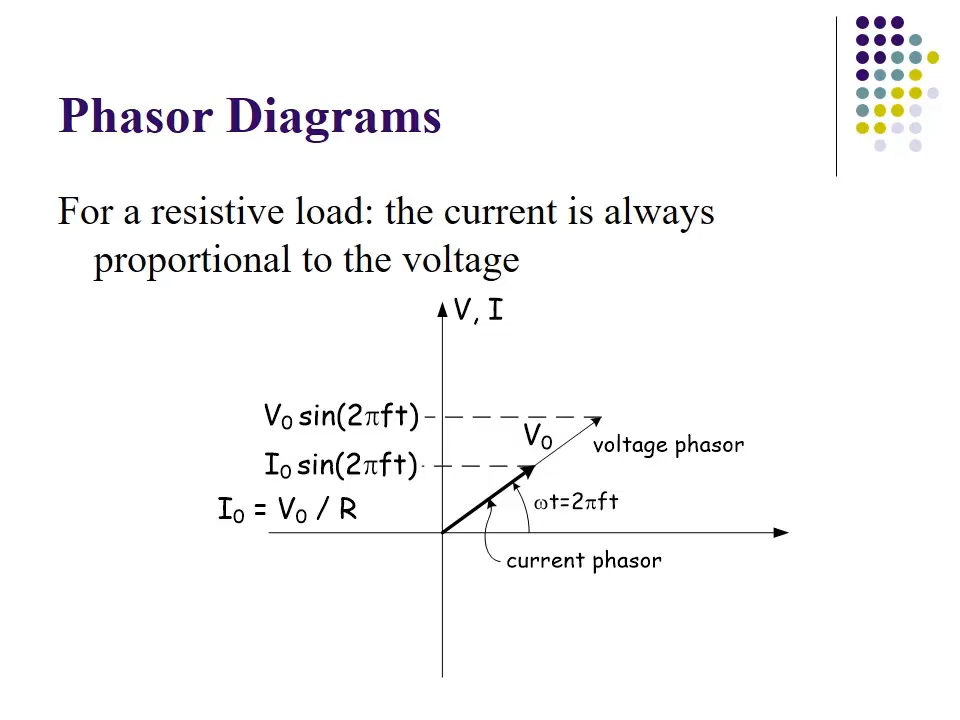 Phasor Diagrams
For a resistive load: the current is always
proportional to the voltage
V, I
V₀ sin(2πft)
V₀
voltage phasor
I₀ sin(2πft)
I₀ = V₀ / R
ωt=2πft
current phasor